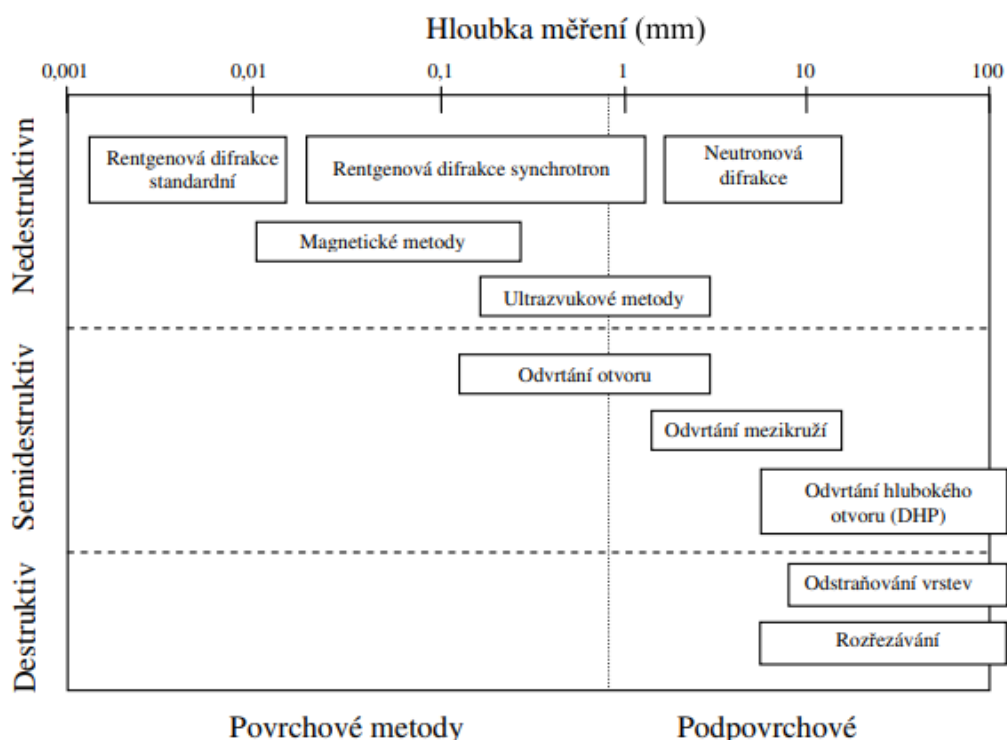 Hloubka měření (mm)
0,001
0,01
0,1
1
10
100
Nedestruktivn
Rentgenová difrakce
standardní
Rentgenová difrakce synchrotron
Neutronová
difrakce
Magnetické metody
Ultrazvukové metody
Semidestruktiv
Odvrtání otvoru
Odvrtání mezikruží
Odvrtání hlubokého
otvoru (DHP)
Destruktiv
Odstraňování vrstev
Rozřezávání
Povrchové metody
Podpovrchové